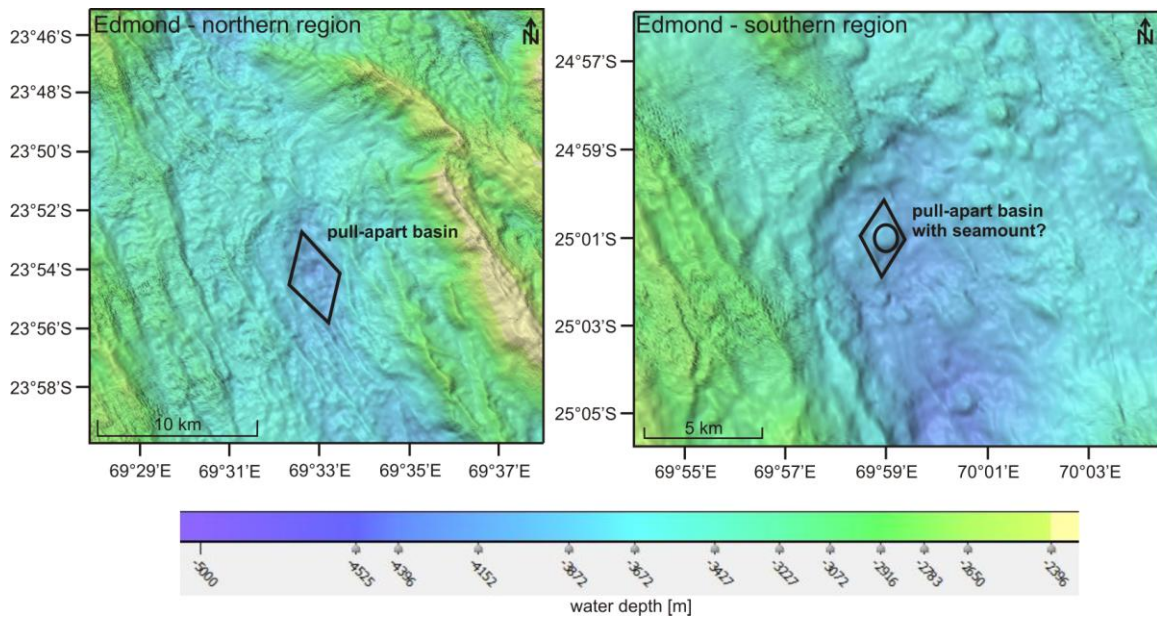 Edmond - northern region
N
23°46'S
23°48'S
23°50'S
23°52'S
23°54'S
23°56'S
23°58'S
pull-apart basin
10 km
69°29'E
69°31'E
69°33'E
69°35'E
69°37'E
Edmond - southern region
N
24°57'S
24°59'S
25°01'S
25°03'S
25°05'S
pull-apart basin
with seamount?
5 km
69°55'E
69°57'E
69°59'E
70°01'E
70°03'E
-5000
-4525
-4396
-4152
-3872
-3672
-3427
-3227
-3072
-2916
-2783
-2650
-2396
water depth [m]